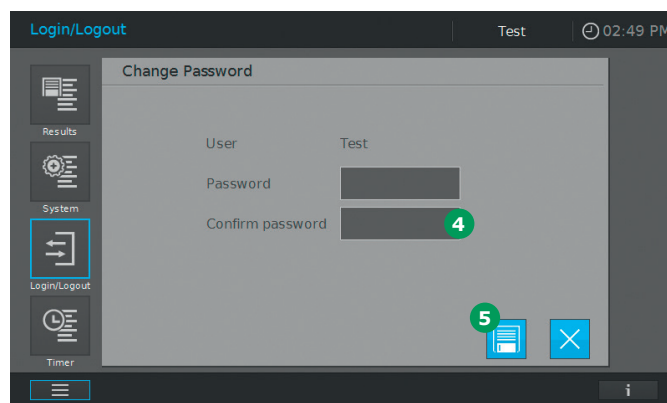 Login/Logout
Test
02:49 PM
Change Password
Results
User Test
Password
System
Confirm password 4
Login/Logout
5
Timer
i